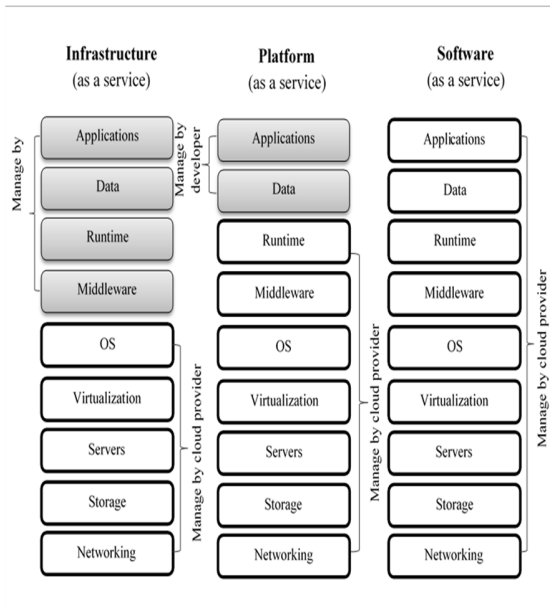 Infrastructure
(as a service)
Manage by
Applications
Data
Runtime
Middleware
OS
Virtualization
Servers
Storage
Networking
Manage by cloud provider
Platform
(as a service)
Manage by
developer
Applications
Data
Runtime
Middleware
OS
Virtualization
Servers
Storage
Networking
Manage by cloud provider
Software
(as a service)
Applications
Data
Runtime
Middleware
OS
Virtualization
Servers
Storage
Networking
Manage by cloud provider